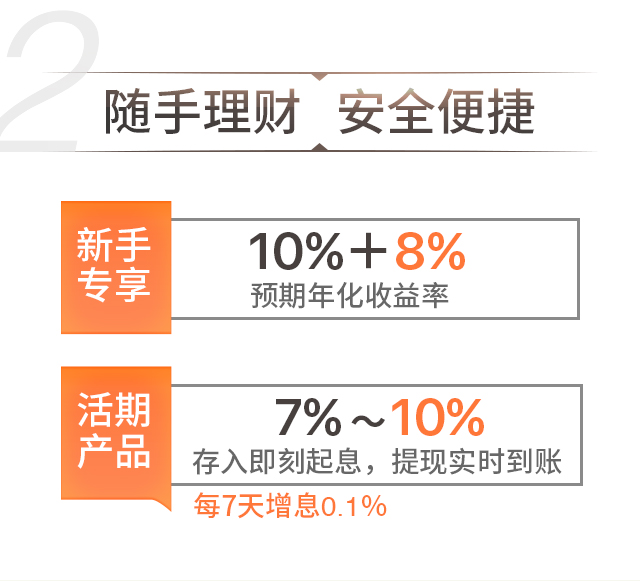 2
随手理财 安全便捷
新手
专享
10%+8%
预期年化收益率
活期
产品
7%~10%
存入即刻起息，提现实时到账
每7天增息0.1%